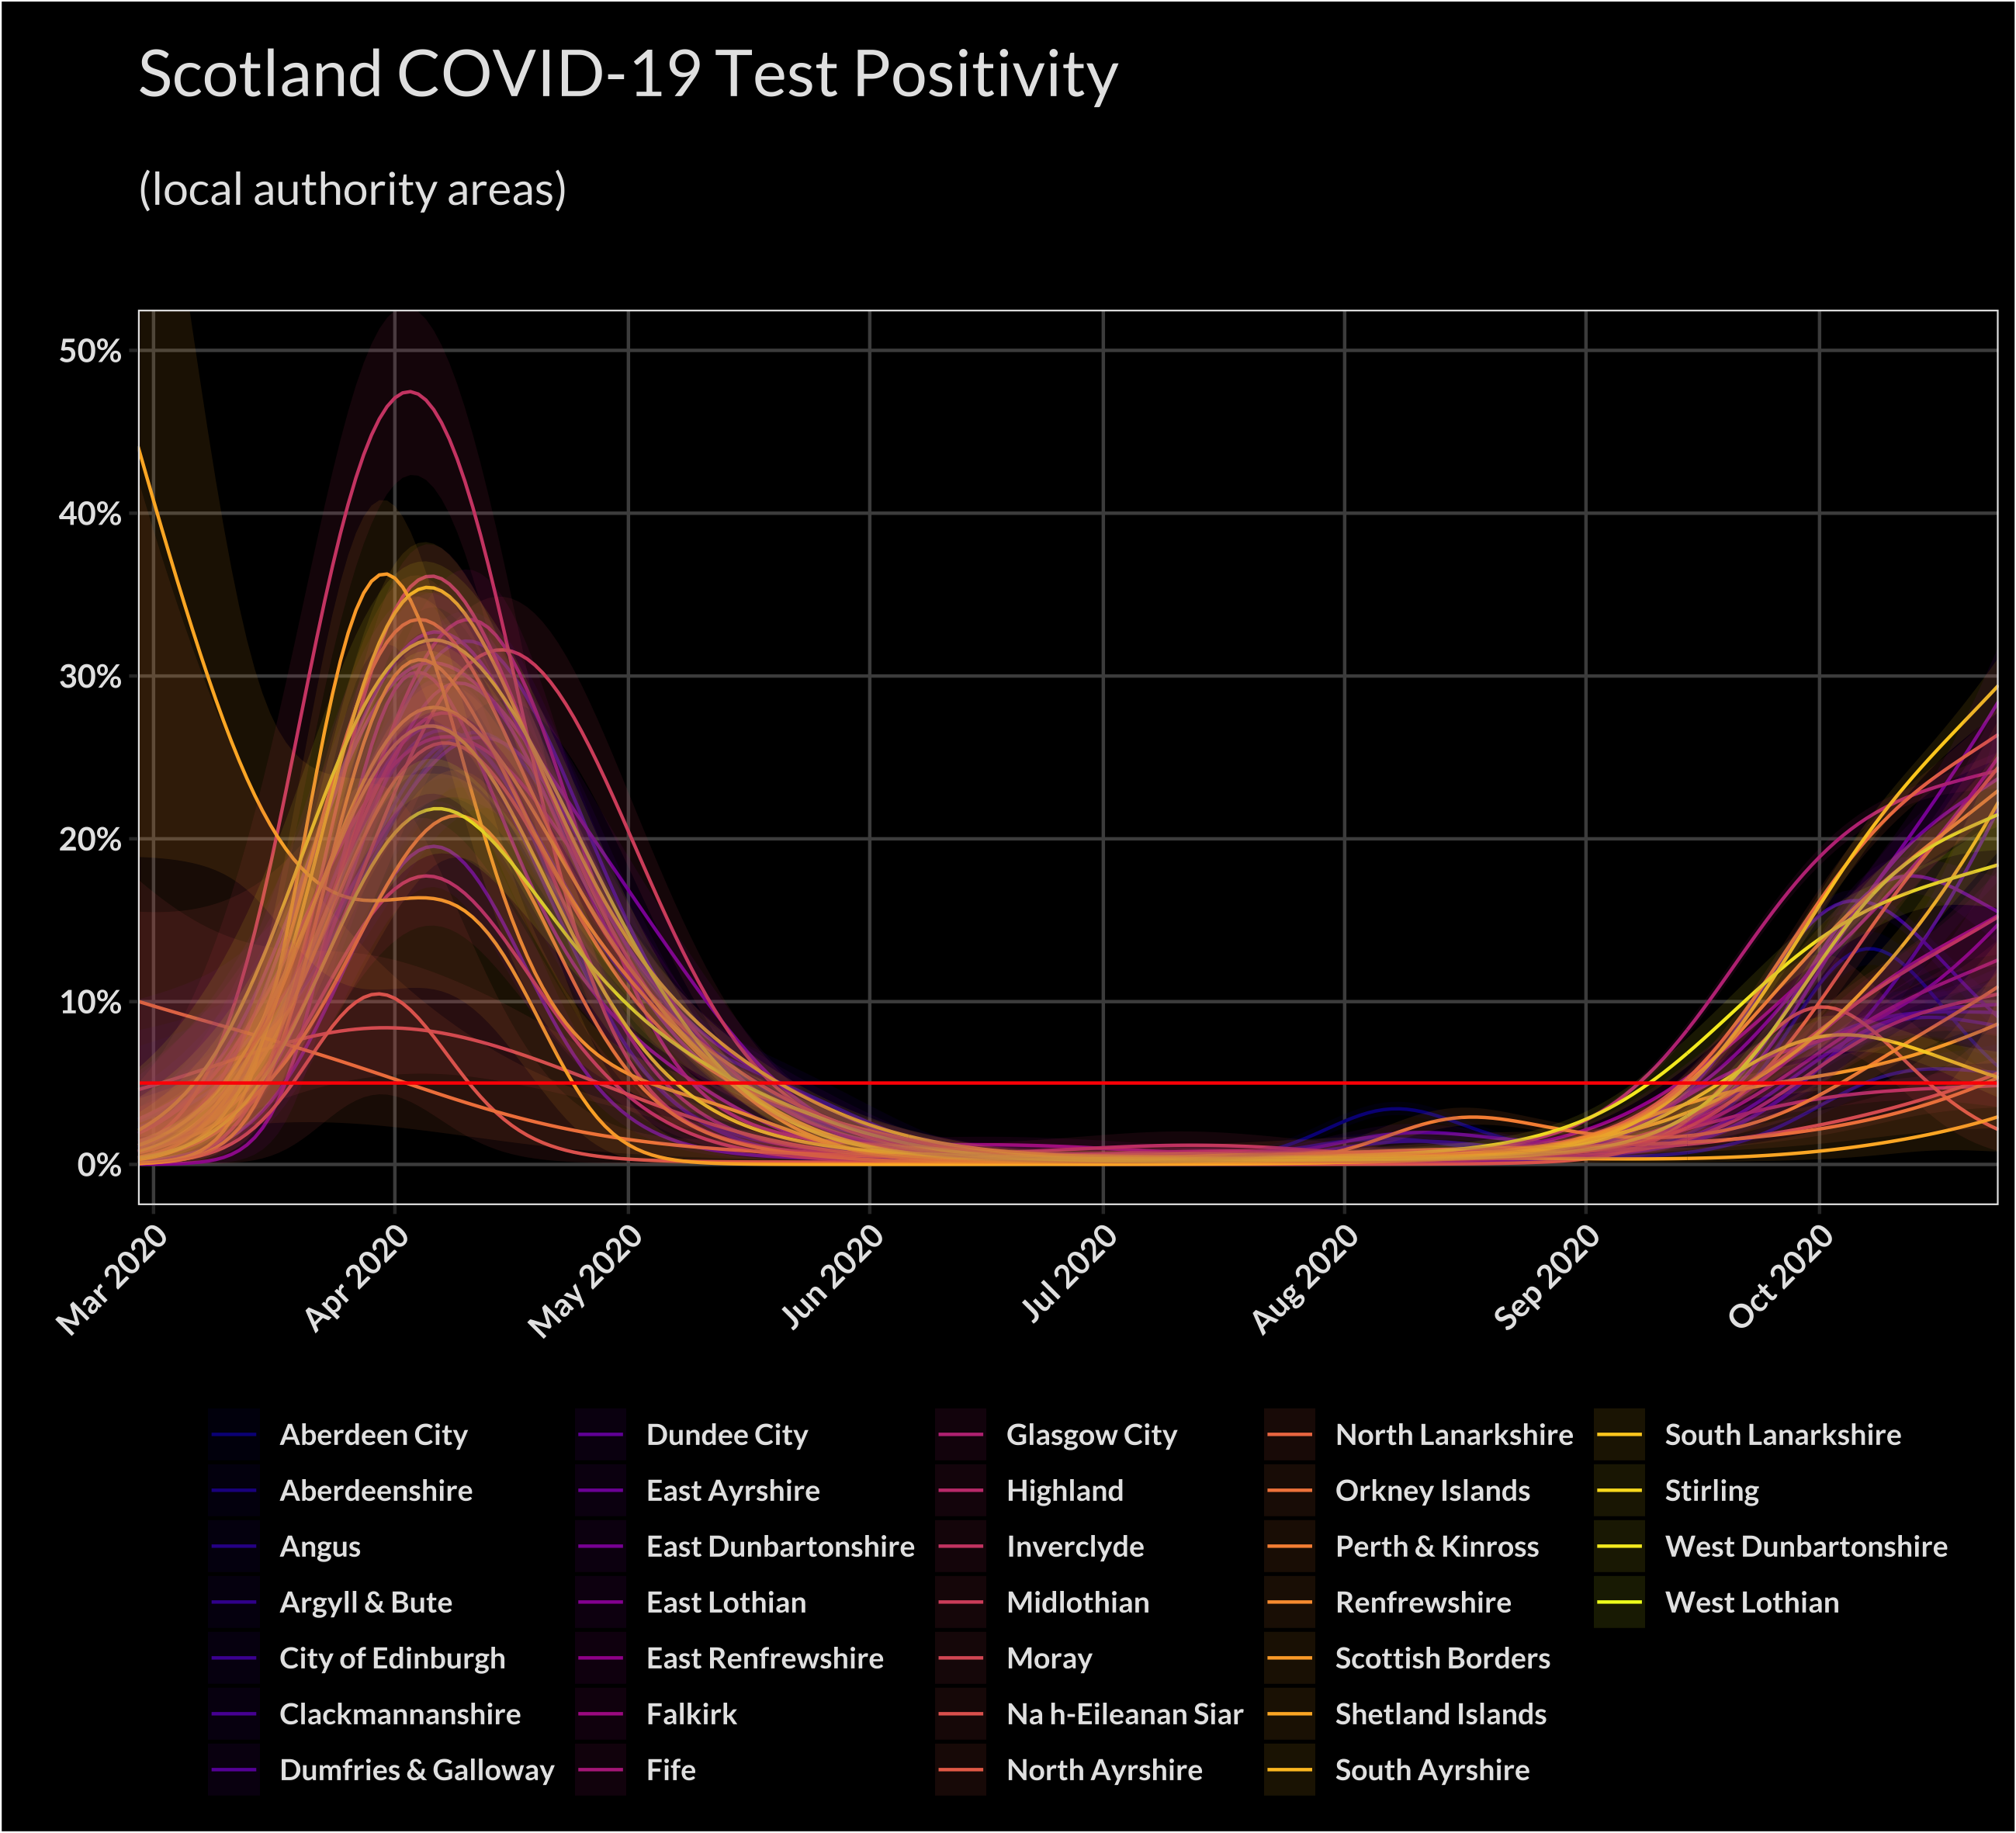 Scotland COVID-19 Test Positivity
(local authority areas)
50%
40%
30%
20%
10%
0%
Mar 2020
Apr 2020
May 2020
Jun 2020
Jul 2020
Aug 2020
Sep 2020
Oct 2020
Aberdeen City
Aberdeenshire
Angus
Argyll & Bute
City of Edinburgh
Clackmannanshire
Dumfries & Galloway
Dundee City
East Ayrshire
East Dunbartonshire
East Lothian
East Renfrewshire
Falkirk
Fife
Glasgow City
Highland
Inverclyde
Midlothian
Moray
Na h-Eileanan Siar
North Ayrshire
North Lanarkshire
Orkney Islands
Perth & Kinross
Renfrewshire
Scottish Borders
Shetland Islands
South Ayrshire
South Lanarkshire
Stirling
West Dunbartonshire
West Lothian